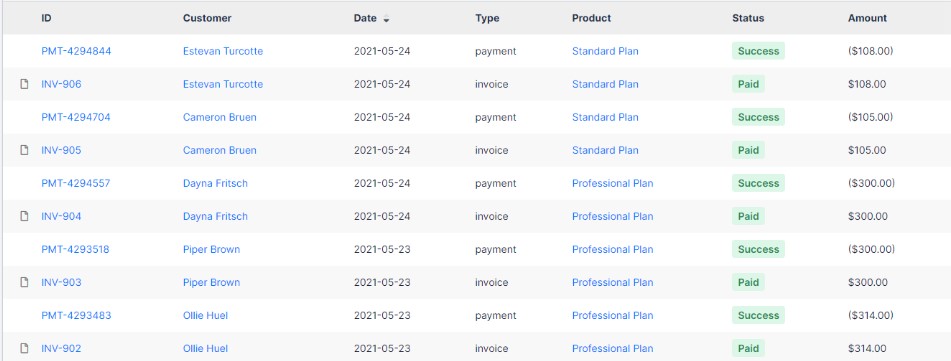 ID Customer Date Type Product Status Amount
PMT-4294844 Estevan Turcotte 2021-05-24 payment Standard Plan Success ($108.00)
INV-906 Estevan Turcotte 2021-05-24 invoice Standard Plan Paid $108.00
PMT-4294704 Cameron Bruen 2021-05-24 payment Standard Plan Success ($105.00)
INV-905 Cameron Bruen 2021-05-24 invoice Standard Plan Paid $105.00
PMT-4294557 Dayna Fritsch 2021-05-24 payment Professional Plan Success ($300.00)
INV-904 Dayna Fritsch 2021-05-24 invoice Professional Plan Paid $300.00
PMT-4293518 Piper Brown 2021-05-23 payment Professional Plan Success ($300.00)
INV-903 Piper Brown 2021-05-23 invoice Professional Plan Paid $300.00
PMT-4293483 Ollie Huel 2021-05-23 payment Professional Plan Success ($314.00)
INV-902 Ollie Huel 2021-05-23 invoice Professional Plan Paid $314.00